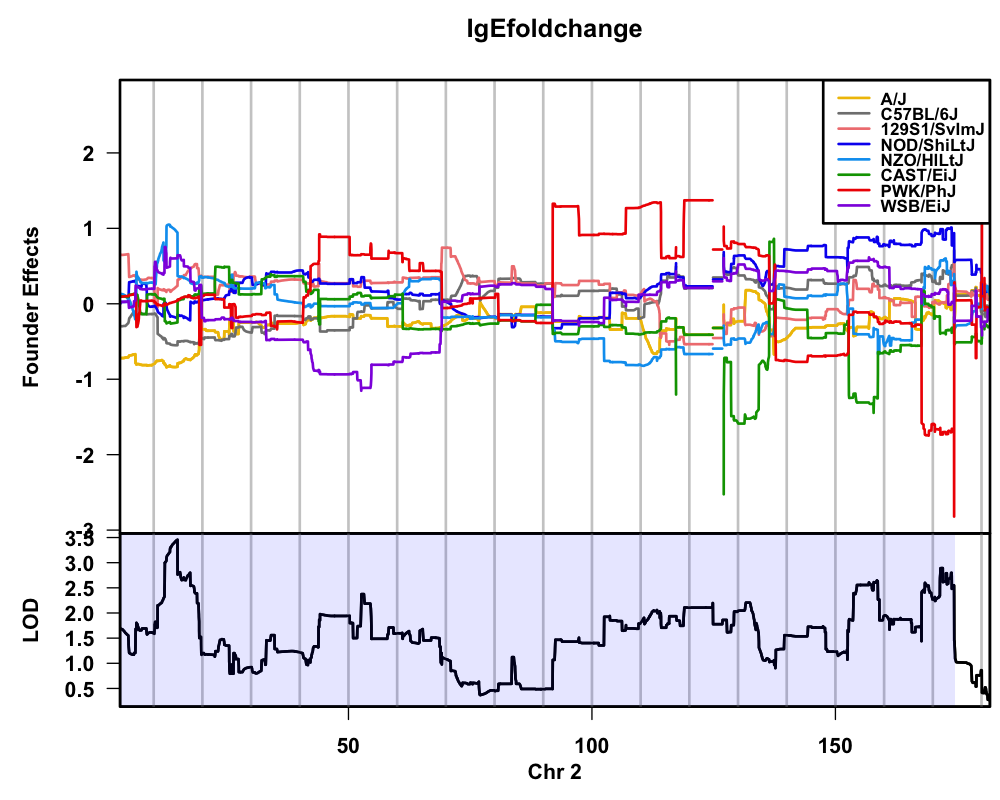 IgEfoldchange
A/J
C57BL/6J
129S1/SvImJ
NOD/ShiLtJ
NZO/HlLtJ
CAST/EiJ
PWK/PhJ
WSB/EiJ
Founder Effects
2
1
0
-1
-2
-3
LOD
3.5
3.0
2.5
2.0
1.5
1.0
0.5
50
100
150
Chr 2